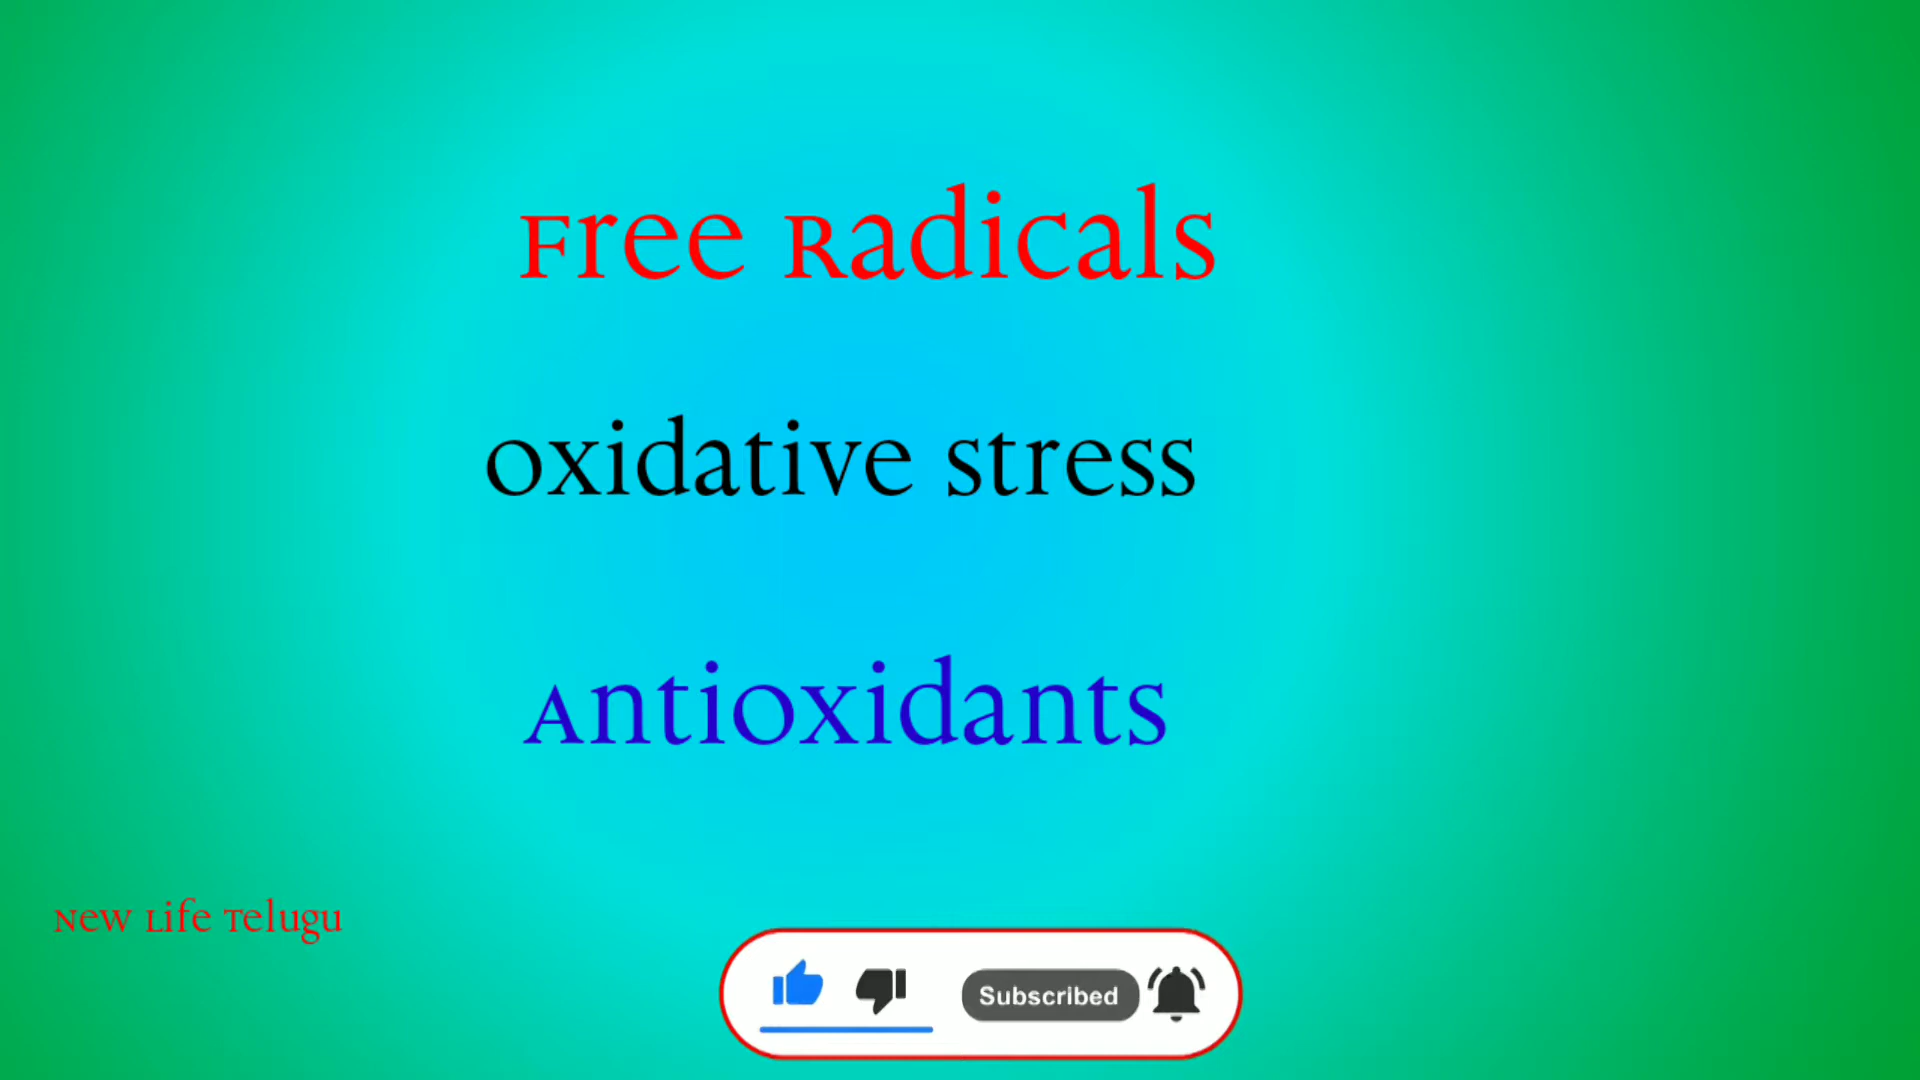 Free Radicals
oxidative stress
Antioxidants
New Life Telugu
Subscribed